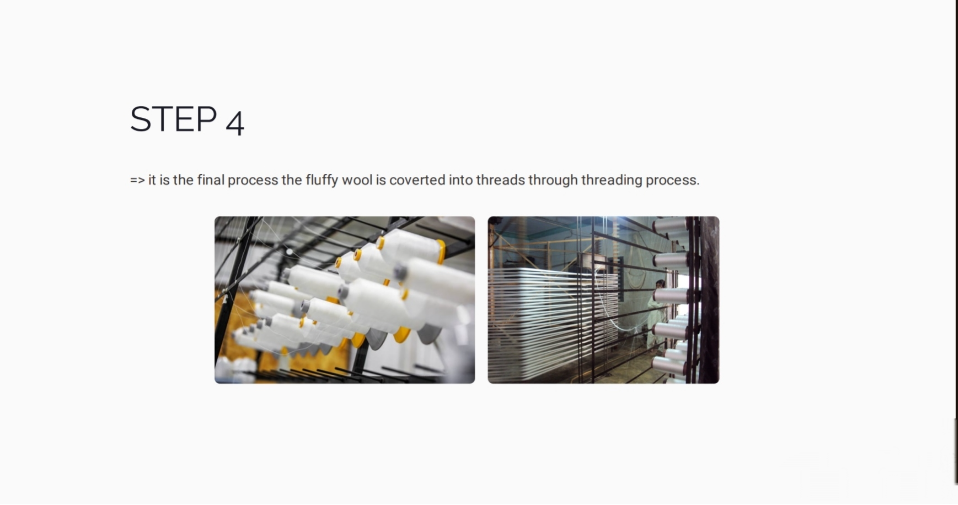 STEP 4
=> it is the final process the fluffy wool is coverted into threads through threading process.